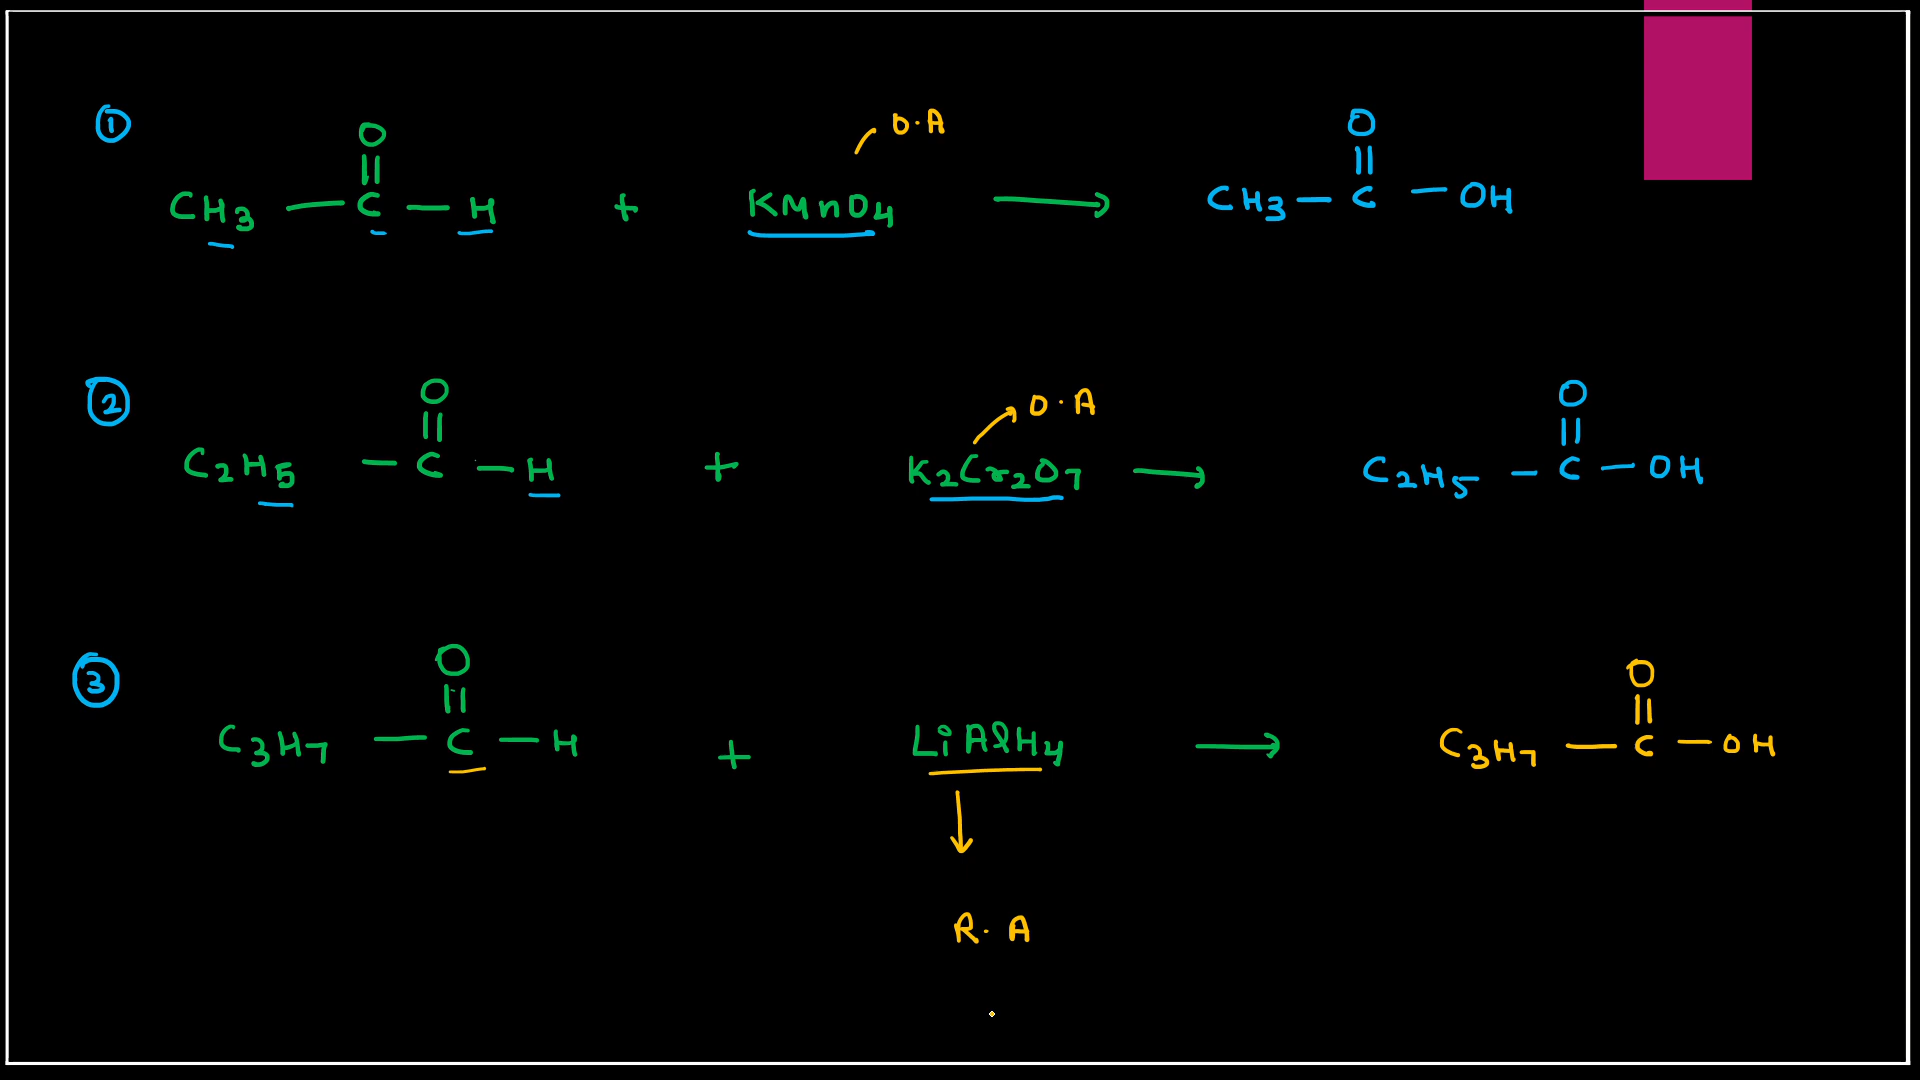 ① O O·A O
CH3 — C — H + KMnO4 → CH3 — C — OH
② O O·A O
C2H5 — C — H + K2Cr2O7 → C2H5 — C — OH
③ O O
C3H7 — C — H + LiAlH4 → C3H7 — C — OH
R·A